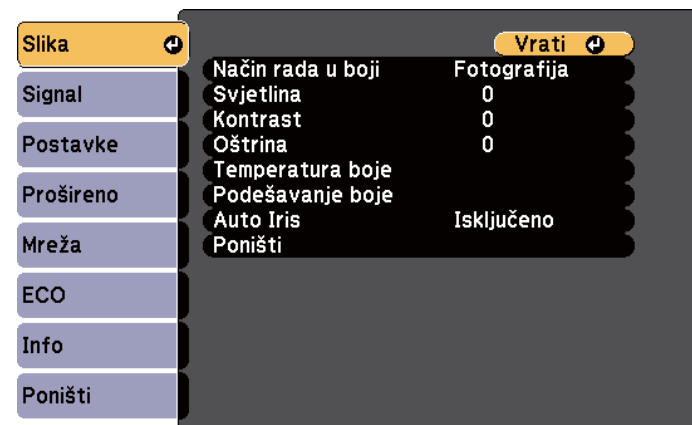 Slika
Signal
Postavke
Prošireno
Mreža
ECO
Info
Poništi
Vrati
Način rada u boji Fotografija
Svjetlina 0
Kontrast 0
Oštrina 0
Temperatura boje
Podešavanje boje
Auto Iris Isključeno
Poništi